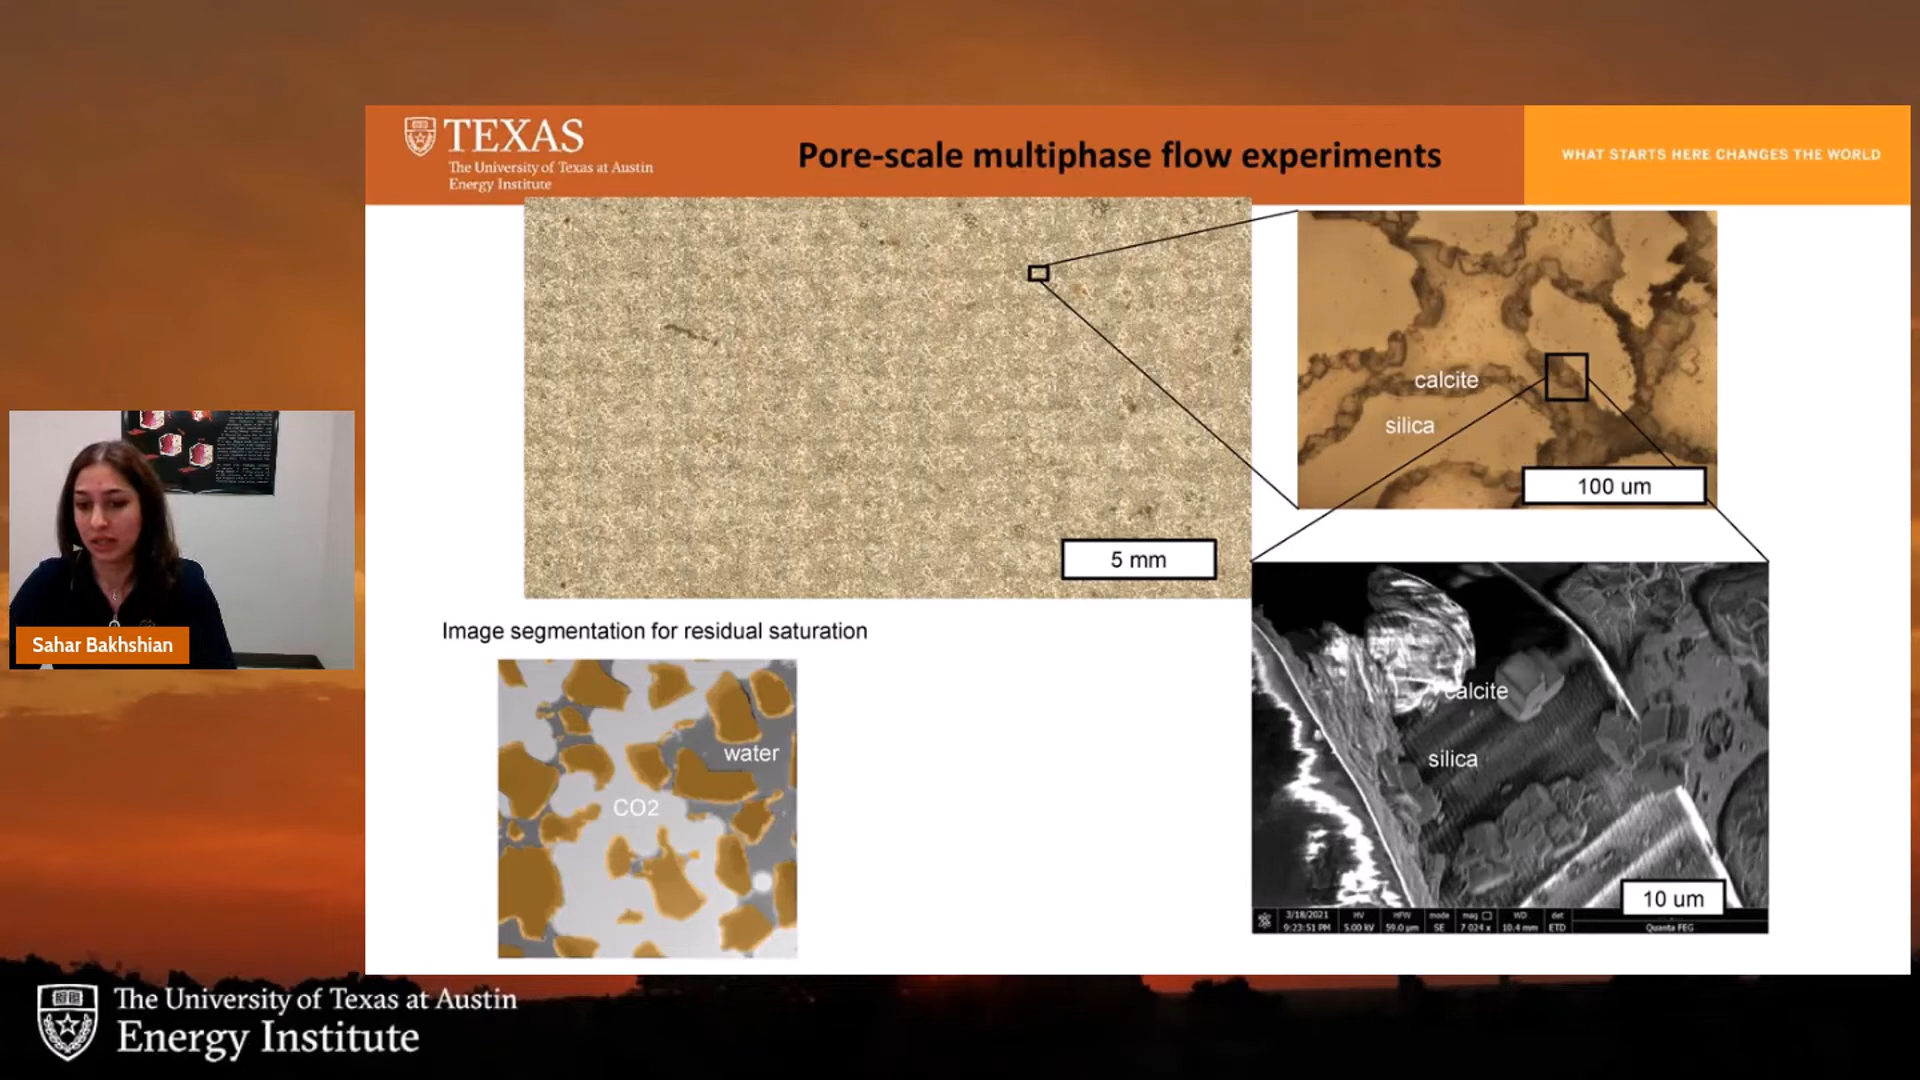 TEXAS
The University of Texas at Austin
Energy Institute
Pore-scale multiphase flow experiments
WHAT STARTS HERE CHANGES THE WORLD
calcite
silica
100 um
5 mm
Image segmentation for residual saturation
water
CO2
calcite
silica
10 um
3/18/2021 HV HFW mode mag WD det
9:23:51 PM 5.00 kV 59.0 µm SE 7 024 x 10.4 mm ETD Quanta FEG
Sahar Bakhshian
The University of Texas at Austin
Energy Institute